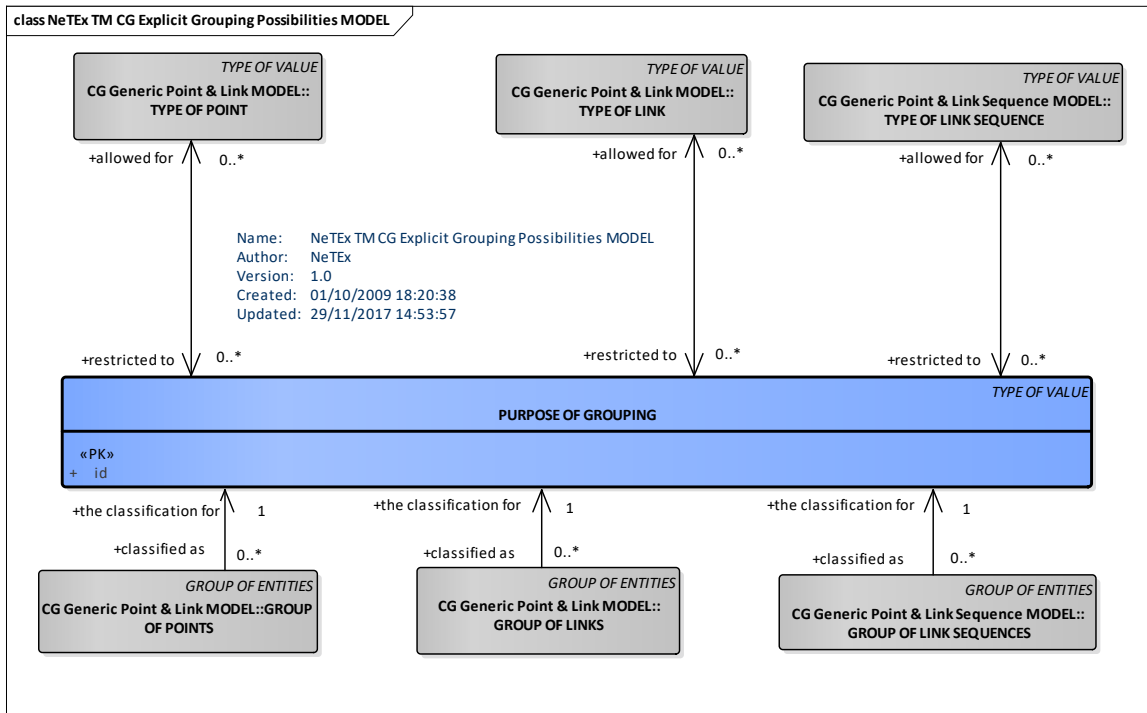 class NeTEx TM CG Explicit Grouping Possibilities MODEL
TYPE OF VALUE
CG Generic Point & Link MODEL::
TYPE OF POINT
TYPE OF VALUE
CG Generic Point & Link MODEL::
TYPE OF LINK
TYPE OF VALUE
CG Generic Point & Link Sequence MODEL::
TYPE OF LINK SEQUENCE
+allowed for 0..*
+allowed for 0..*
+allowed for 0..*
Name: NeTEx TM CG Explicit Grouping Possibilities MODEL
Author: NeTEx
Version: 1.0
Created: 01/10/2009 18:20:38
Updated: 29/11/2017 14:53:57
+restricted to 0..*
+restricted to 0..*
+restricted to 0..*
TYPE OF VALUE
PURPOSE OF GROUPING
«PK»
+ id
+the classification for 1
+the classification for 1
+the classification for 1
+classified as 0..*
+classified as 0..*
+classified as 0..*
GROUP OF ENTITIES
CG Generic Point & Link MODEL::GROUP
OF POINTS
GROUP OF ENTITIES
CG Generic Point & Link MODEL::
GROUP OF LINKS
GROUP OF ENTITIES
CG Generic Point & Link Sequence MODEL::
GROUP OF LINK SEQUENCES